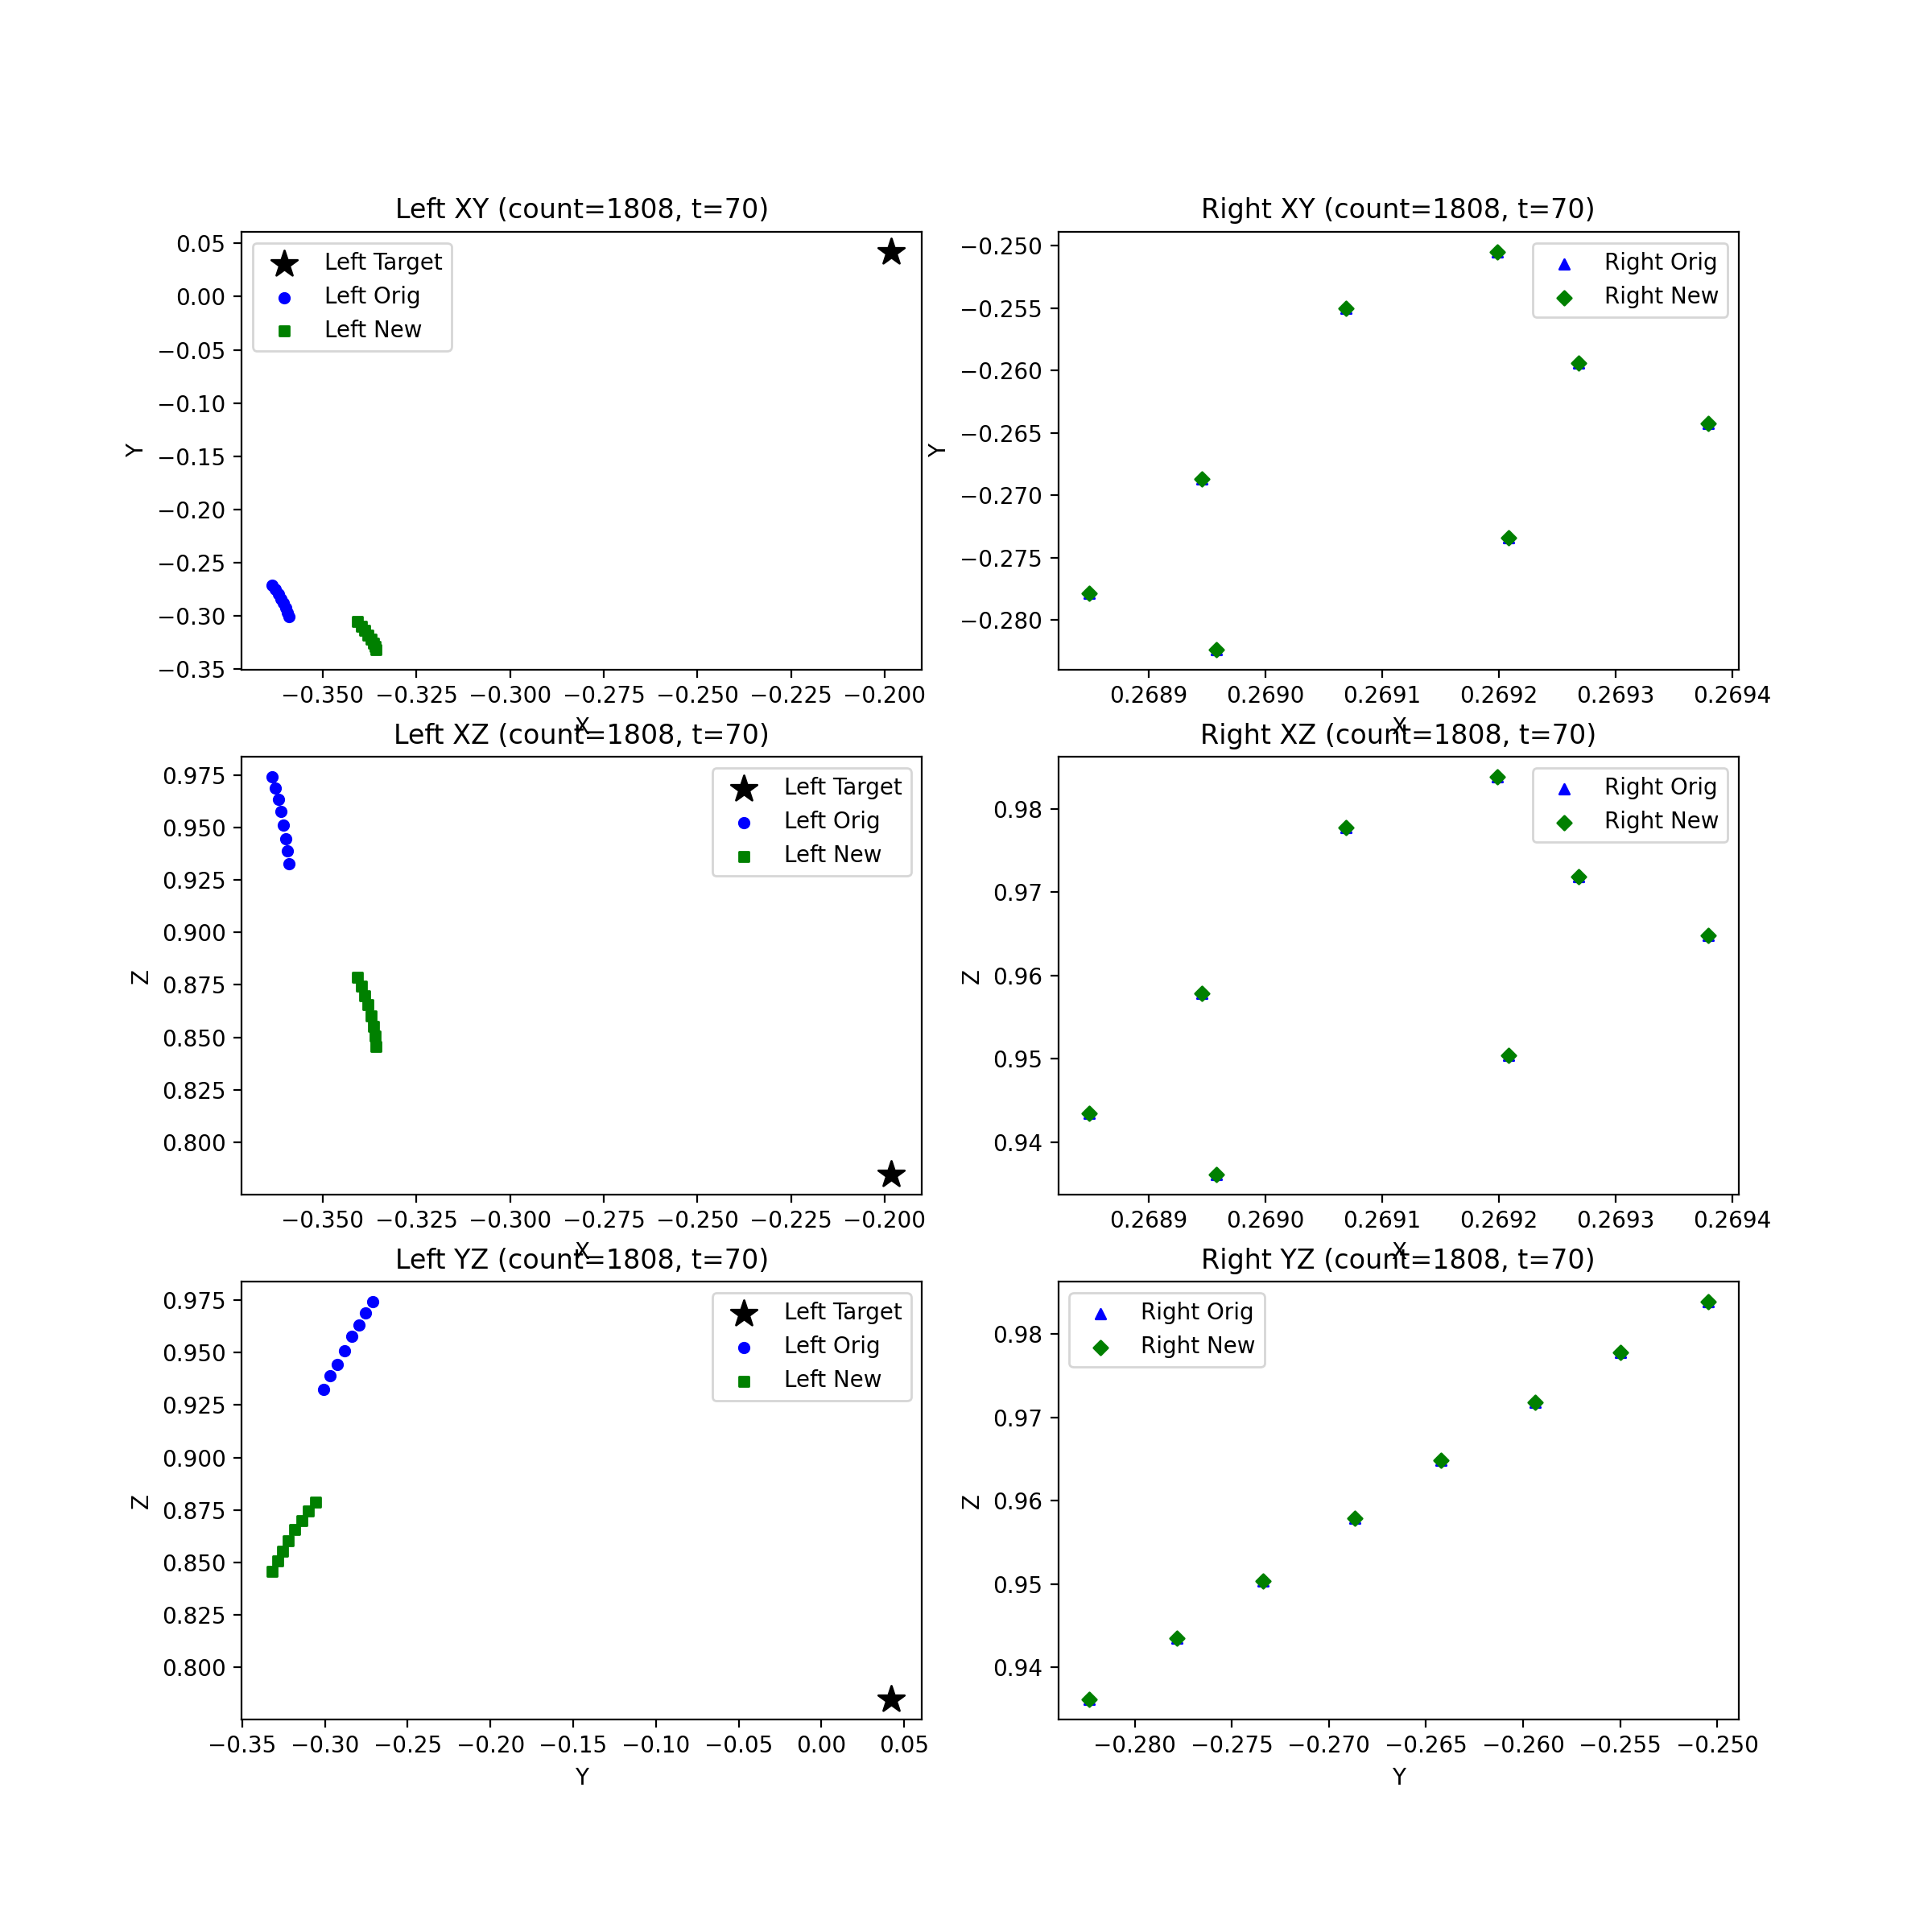 Left XY (count=1808, t=70)
Left Target
Left Orig
Left New
0.05
0.00
−0.05
−0.10
−0.15
−0.20
−0.25
−0.30
−0.35
Y
−0.350 −0.325 −0.300 −0.275 −0.250 −0.225 −0.200
X
Right XY (count=1808, t=70)
Right Orig
Right New
−0.250
−0.255
−0.260
−0.265
−0.270
−0.275
−0.280
Y
0.2689 0.2690 0.2691 0.2692 0.2693 0.2694
X
Left XZ (count=1808, t=70)
Left Target
Left Orig
Left New
0.975
0.950
0.925
0.900
0.875
0.850
0.825
0.800
Z
−0.350 −0.325 −0.300 −0.275 −0.250 −0.225 −0.200
X
Right XZ (count=1808, t=70)
Right Orig
Right New
0.98
0.97
0.96
0.95
0.94
Z
0.2689 0.2690 0.2691 0.2692 0.2693 0.2694
X
Left YZ (count=1808, t=70)
Left Target
Left Orig
Left New
0.975
0.950
0.925
0.900
0.875
0.850
0.825
0.800
Z
−0.35 −0.30 −0.25 −0.20 −0.15 −0.10 −0.05 0.00 0.05
Y
Right YZ (count=1808, t=70)
Right Orig
Right New
0.98
0.97
0.96
0.95
0.94
Z
−0.280 −0.275 −0.270 −0.265 −0.260 −0.255 −0.250
Y